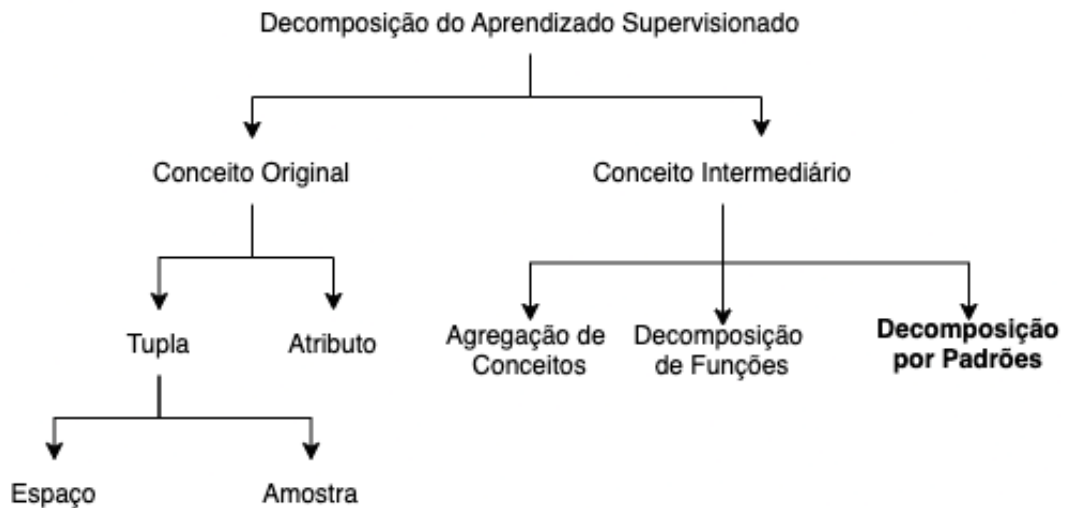 Decomposição do Aprendizado Supervisionado
Conceito Original
Conceito Intermediário
Tupla
Atributo
Agregação de
Conceitos
Decomposição
de Funções
Decomposição
por Padrões
Espaço
Amostra